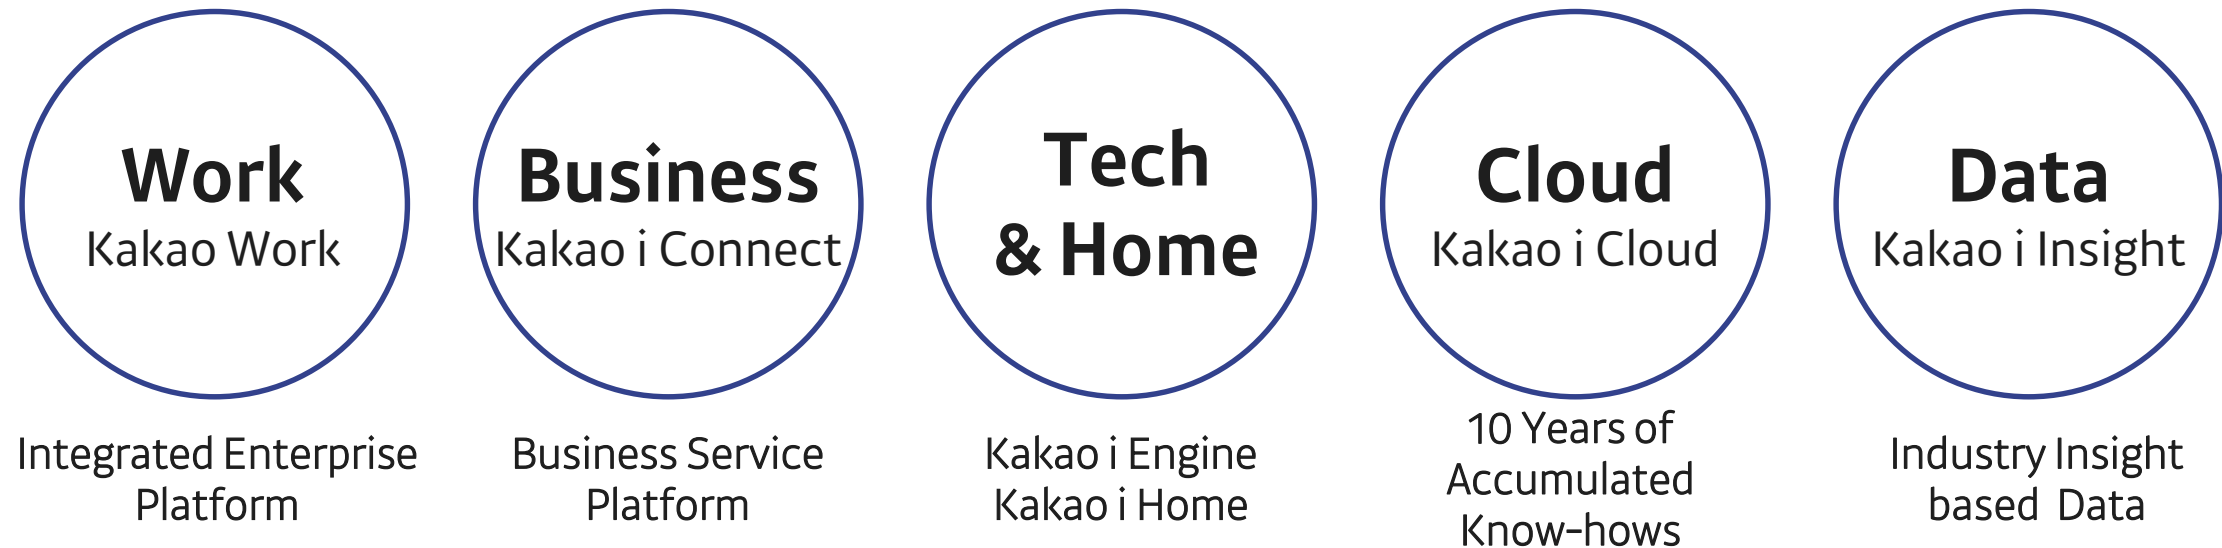 Work
Kakao Work
Integrated Enterprise
Platform
Business
Kakao i Connect
Business Service
Platform
Tech
& Home
Kakao i Engine
Kakao i Home
Cloud
Kakao i Cloud
10 Years of
Accumulated
Know-hows
Data
Kakao i Insight
Industry Insight
based Data